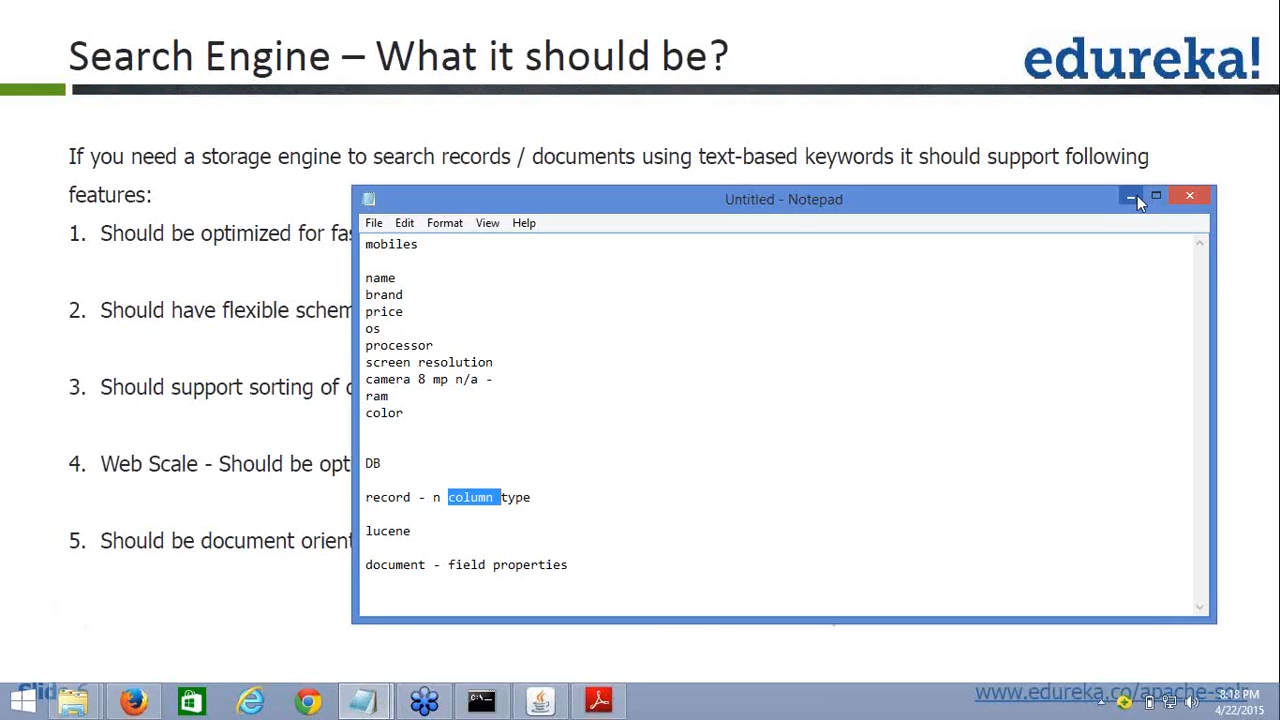 Search Engine – What it should be?
edureka!
If you need a storage engine to search records / documents using text-based keywords it should support following
features:
1. Should be optimized for fas
2. Should have flexible schem
3. Should support sorting of
4. Web Scale - Should be opt
5. Should be document orient
Untitled - Notepad
File Edit Format View Help
mobiles
name
brand
price
os
processor
screen resolution
camera 8 mp n/a -
ram
color
DB
record - n column type
lucene
document - field properties
www.edureka.co/apache-solr
8:18 PM
4/22/2015